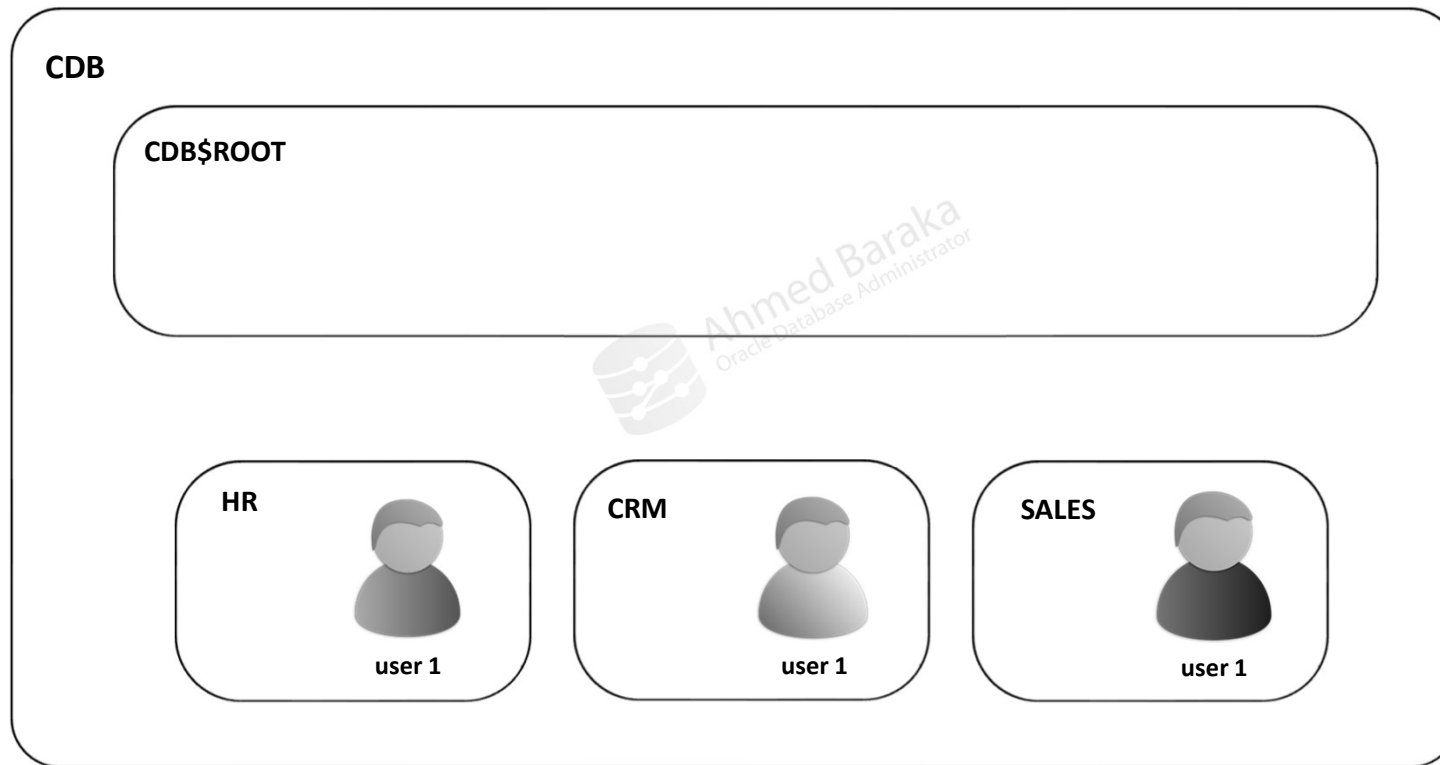 CDB
CDB$ROOT
Ahmed Baraka
Oracle Database Administrator
HR
CRM
SALES
user 1
user 1
user 1